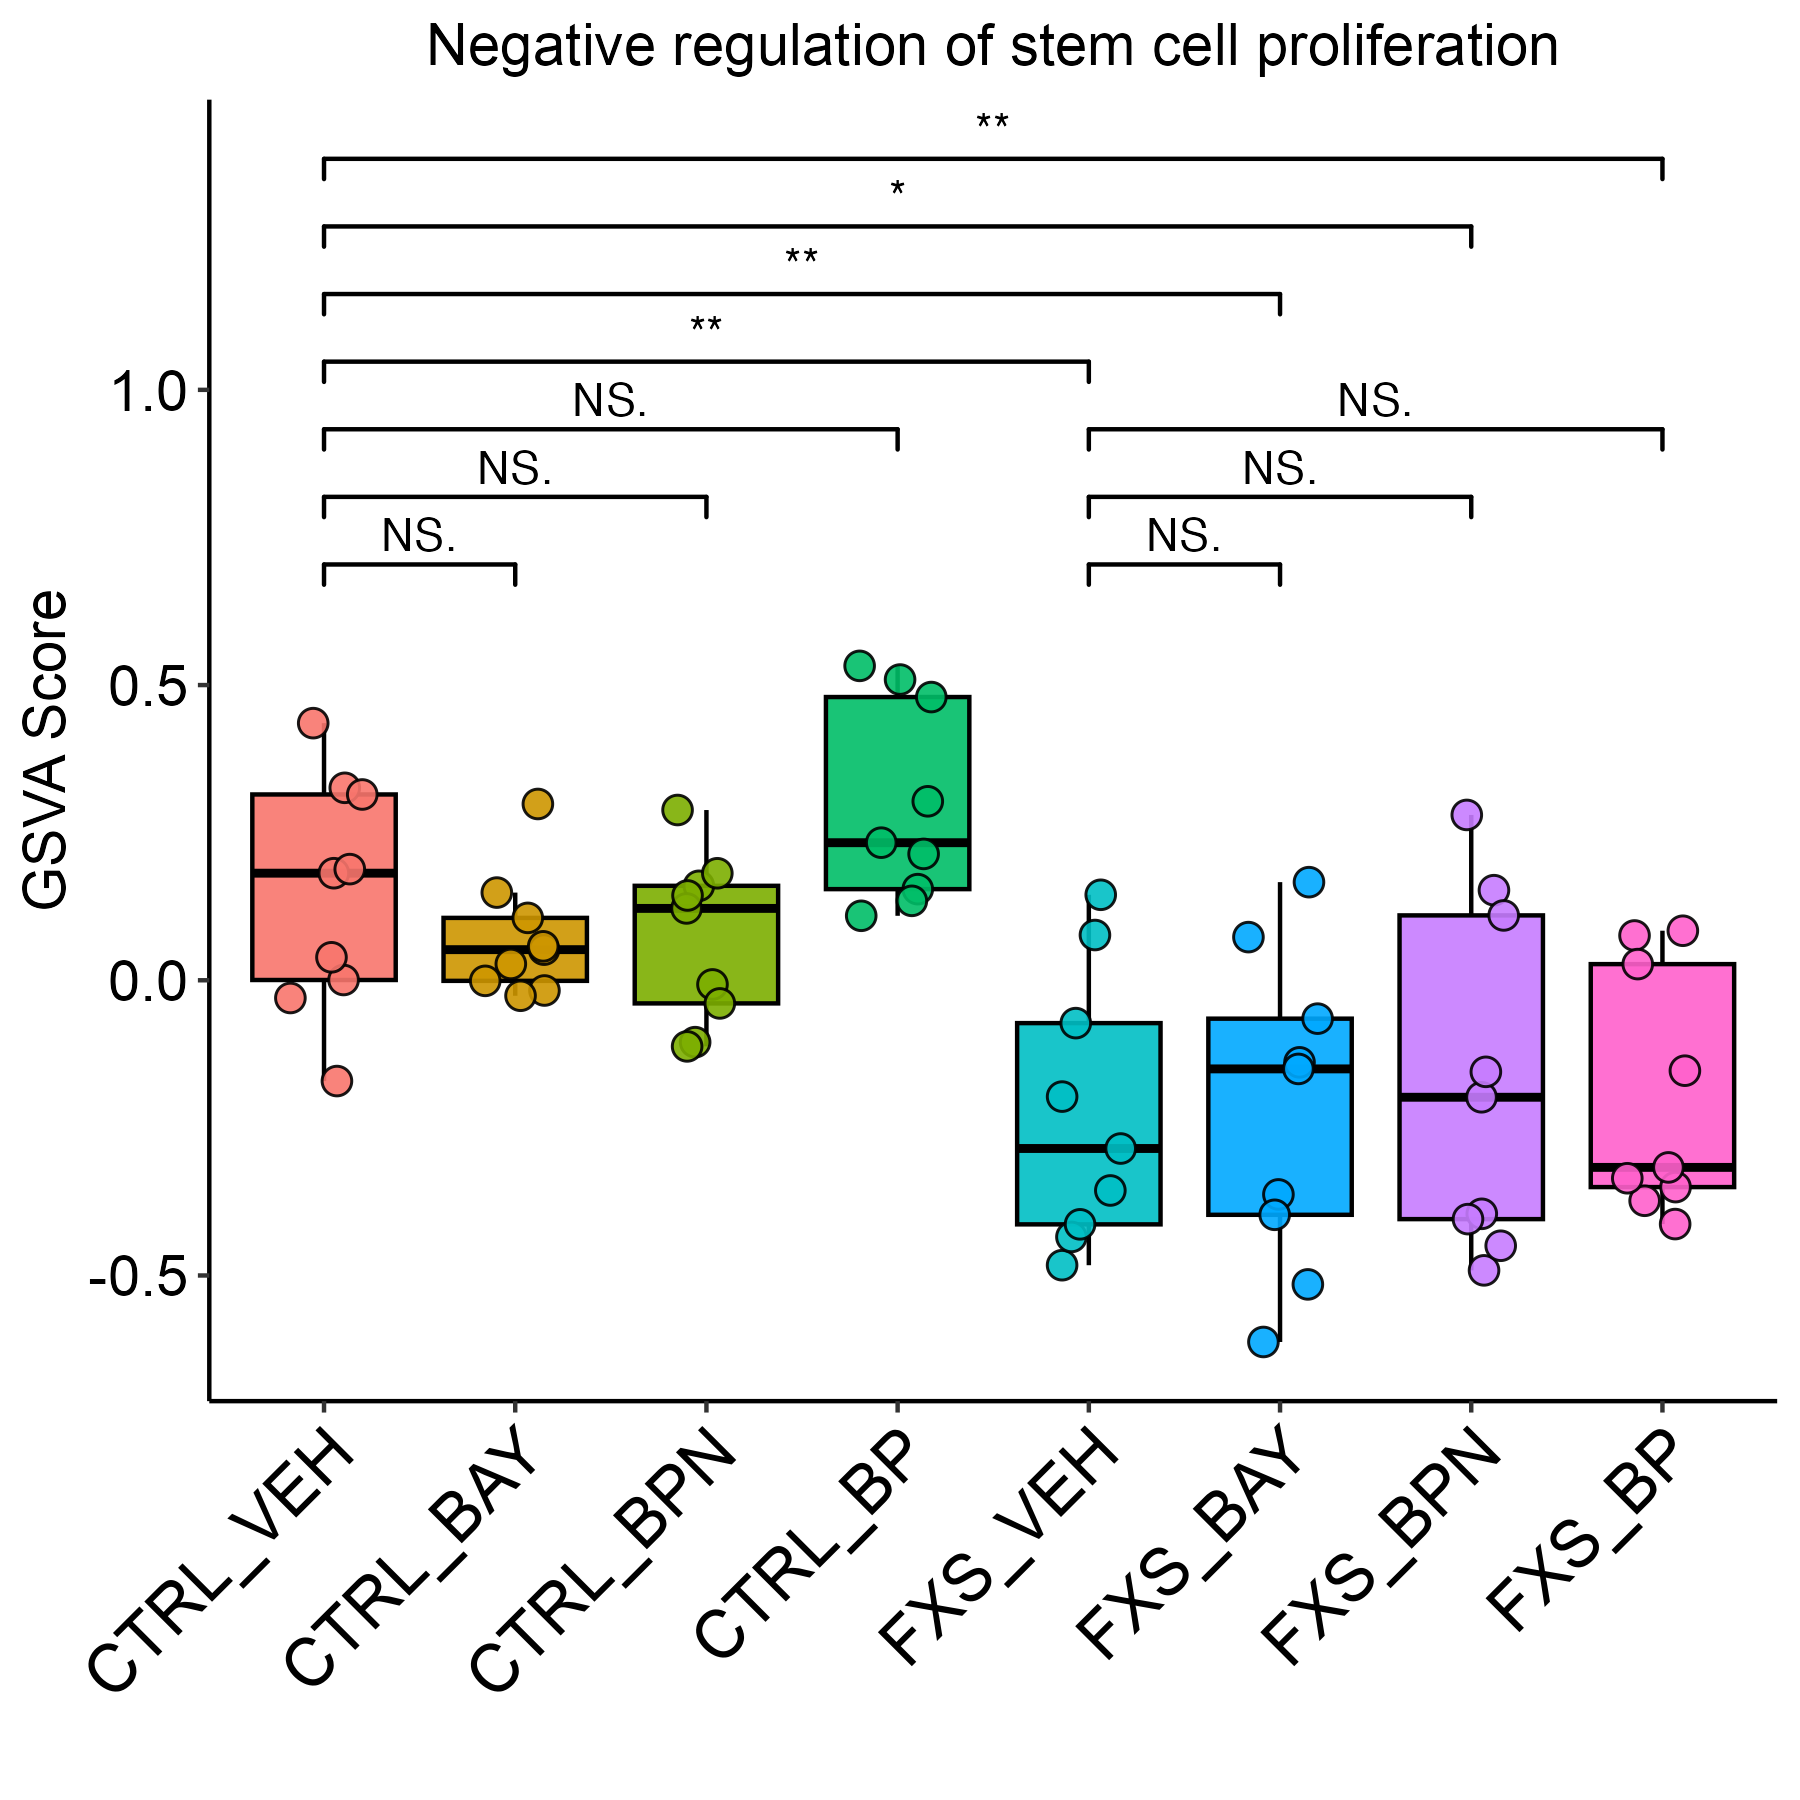 Negative regulation of stem cell proliferation
**
*
**
**
NS.
NS.
NS.
NS.
NS.
NS.
GSVA Score
1.0
0.5
0.0
-0.5
CTRL_VEH
CTRL_BAY
CTRL_BPN
CTRL_BP
FXS_VEH
FXS_BAY
FXS_BPN
FXS_BP